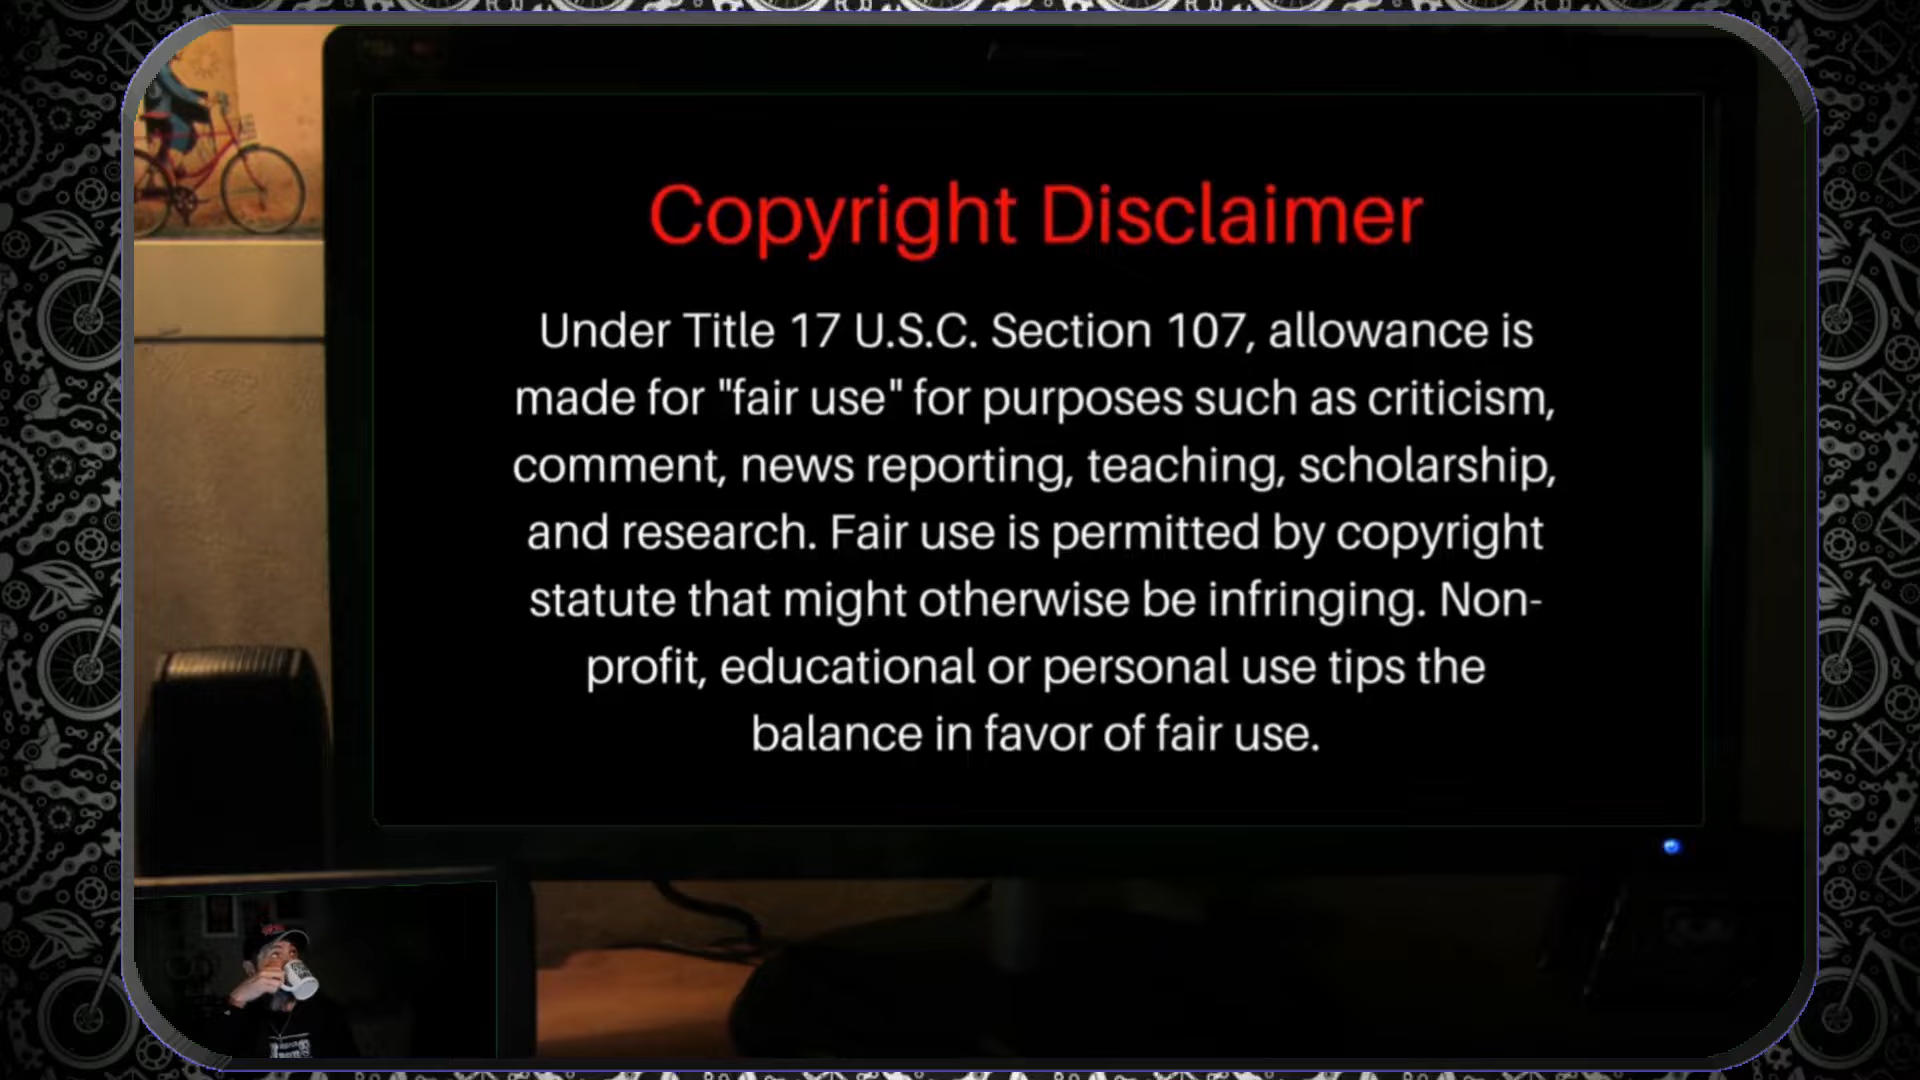 Copyright Disclaimer
Under Title 17 U.S.C. Section 107, allowance is
made for "fair use" for purposes such as criticism,
comment, news reporting, teaching, scholarship,
and research. Fair use is permitted by copyright
statute that might otherwise be infringing. Non-
profit, educational or personal use tips the
balance in favor of fair use.